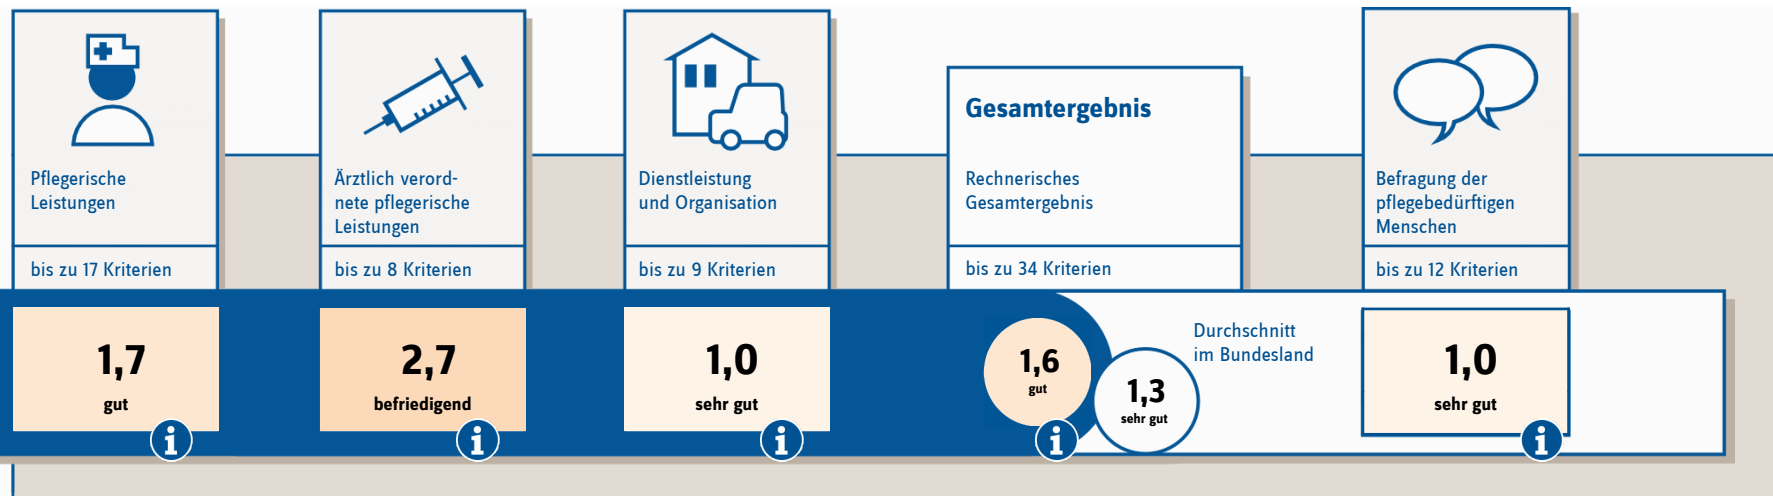 Pflegerische
Leistungen
bis zu 17 Kriterien
1,7
gut
Ärztlich verord-
nete pflegerische
Leistungen
bis zu 8 Kriterien
2,7
befriedigend
Dienstleistung
und Organisation
bis zu 9 Kriterien
1,0
sehr gut
Gesamtergebnis
Rechnerisches
Gesamtergebnis
bis zu 34 Kriterien
1,6
gut
Durchschnitt
im Bundesland
1,3
sehr gut
Befragung der
pflegebedürftigen
Menschen
bis zu 12 Kriterien
1,0
sehr gut